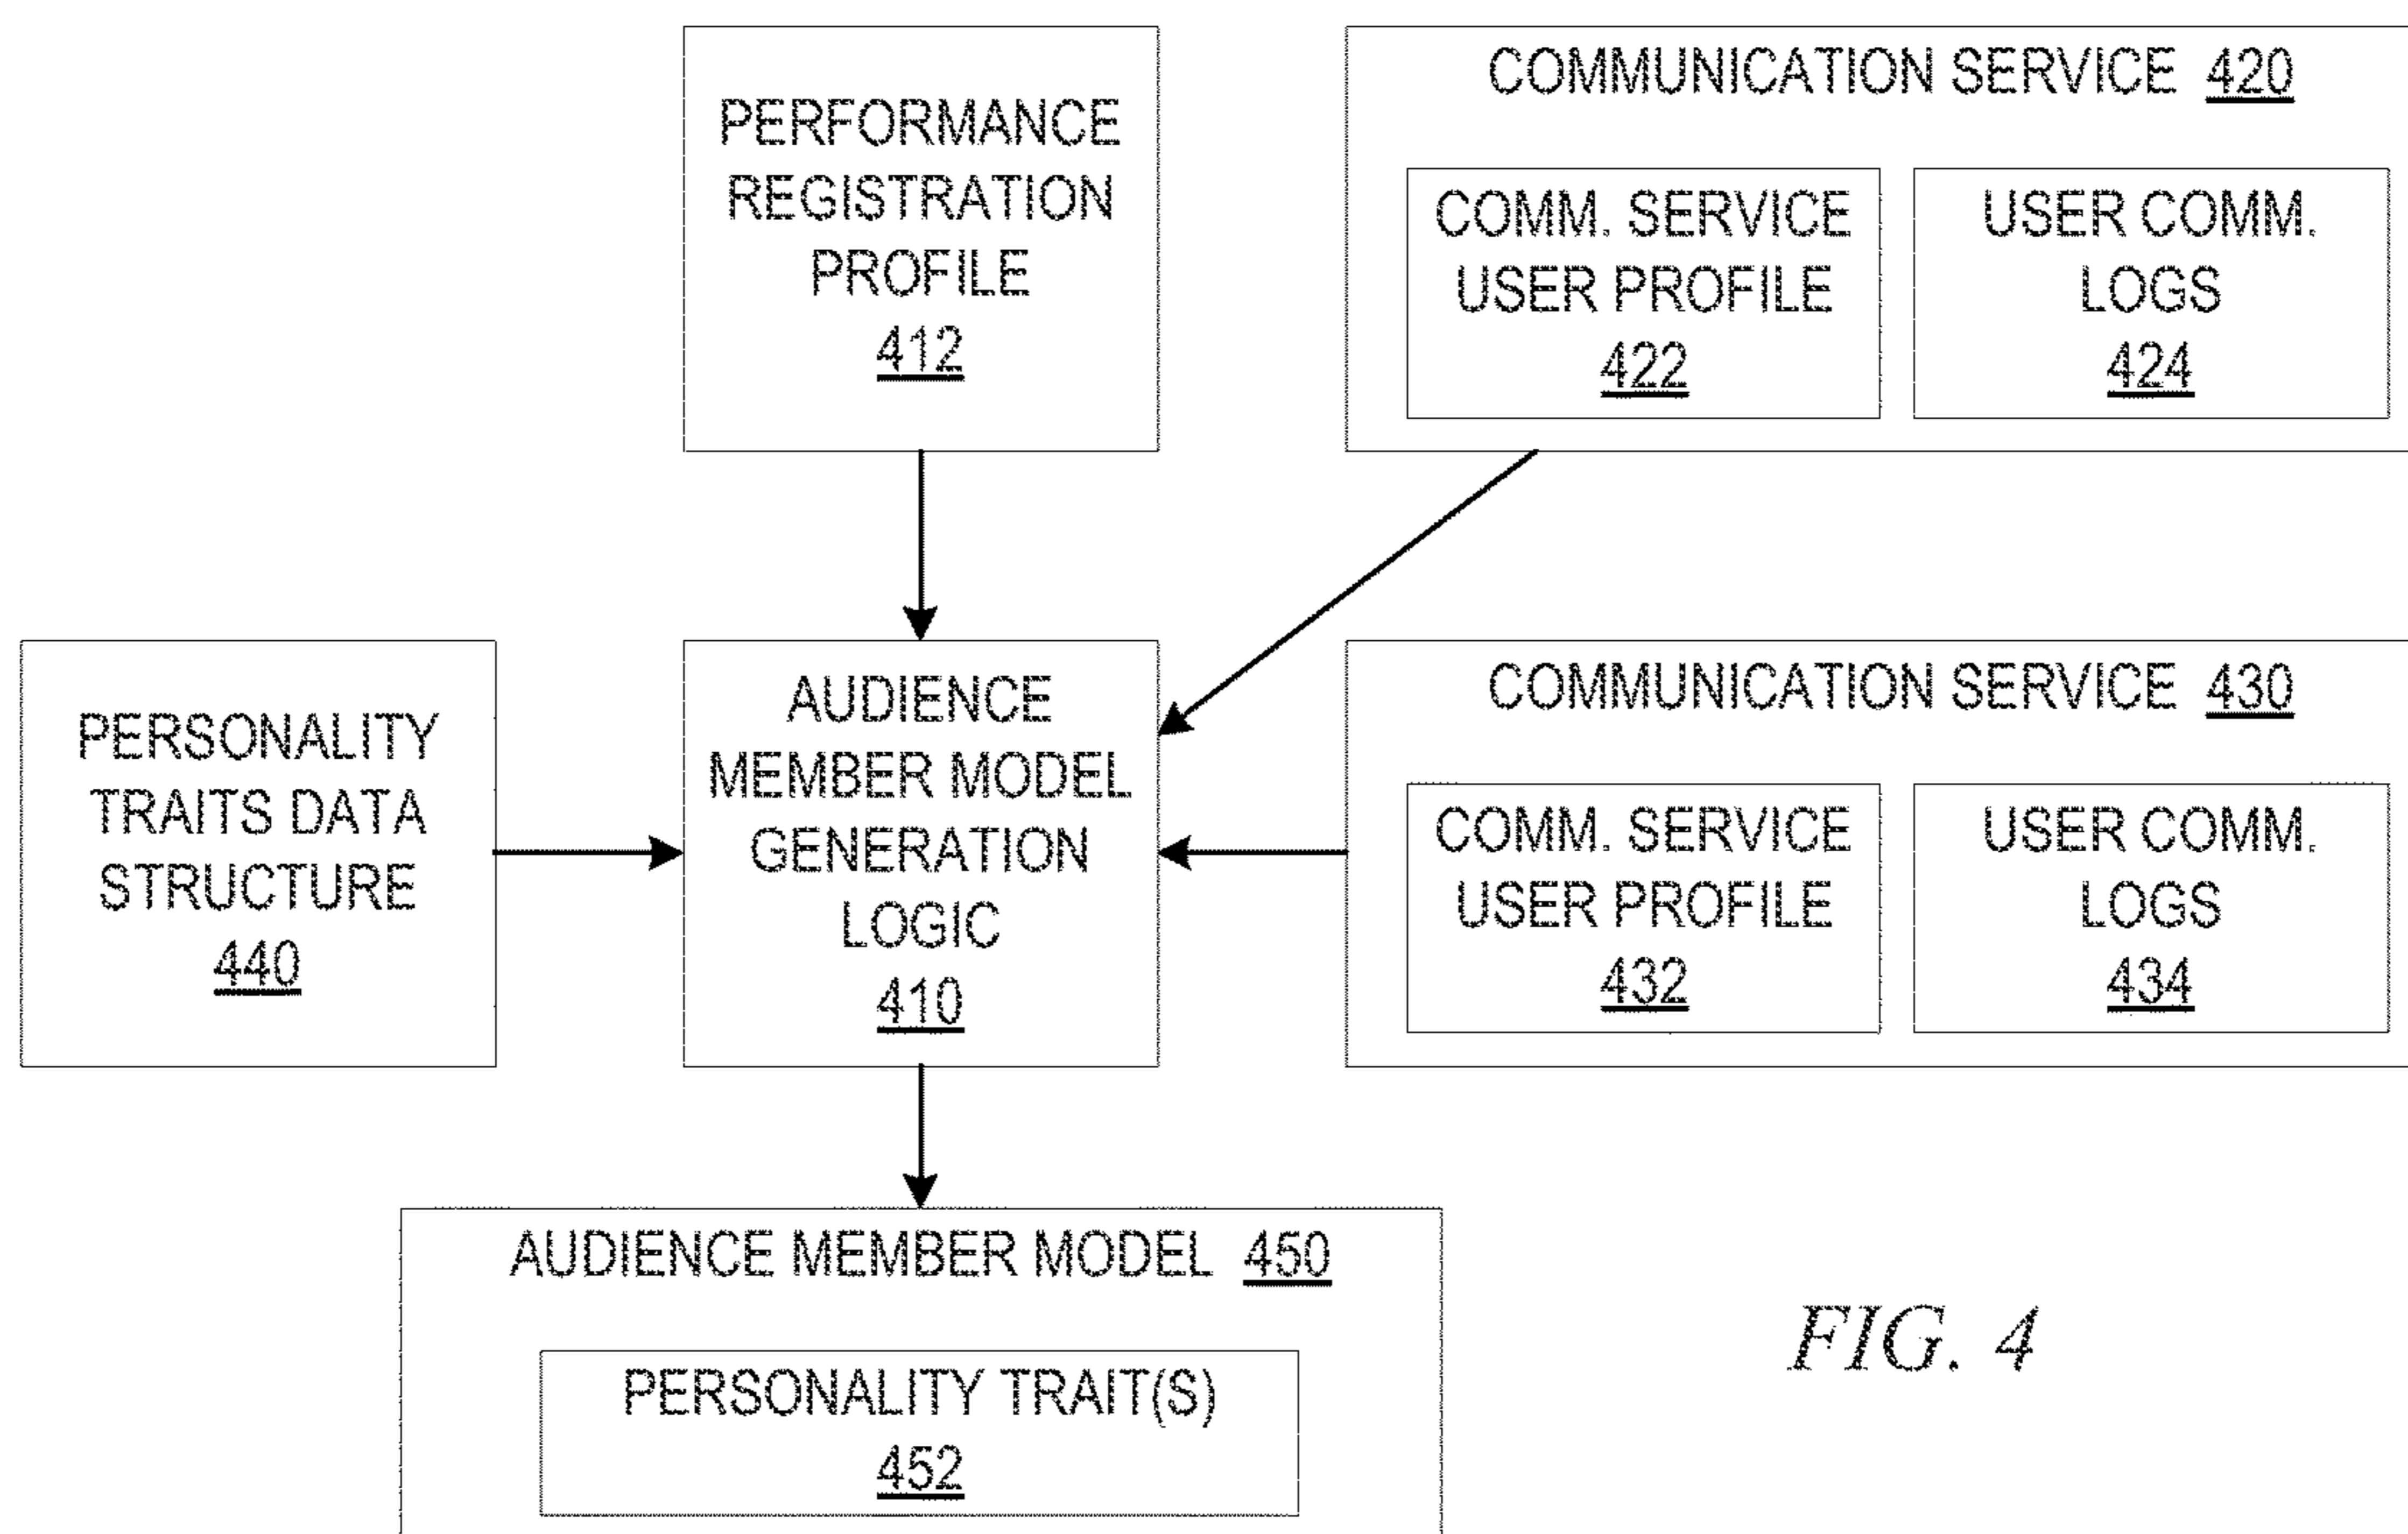 PERFORMANCE
REGISTRATION
PROFILE
412
COMMUNICATION SERVICE 420
COMM. SERVICE
USER PROFILE
422
USER COMM.
LOGS
424
PERSONALITY
TRAITS DATA
STRUCTURE
440
AUDIENCE
MEMBER MODEL
GENERATION
LOGIC
410
COMMUNICATION SERVICE 430
COMM. SERVICE
USER PROFILE
432
USER COMM.
LOGS
434
AUDIENCE MEMBER MODEL 450
PERSONALITY TRAIT(S)
452
FIG. 4